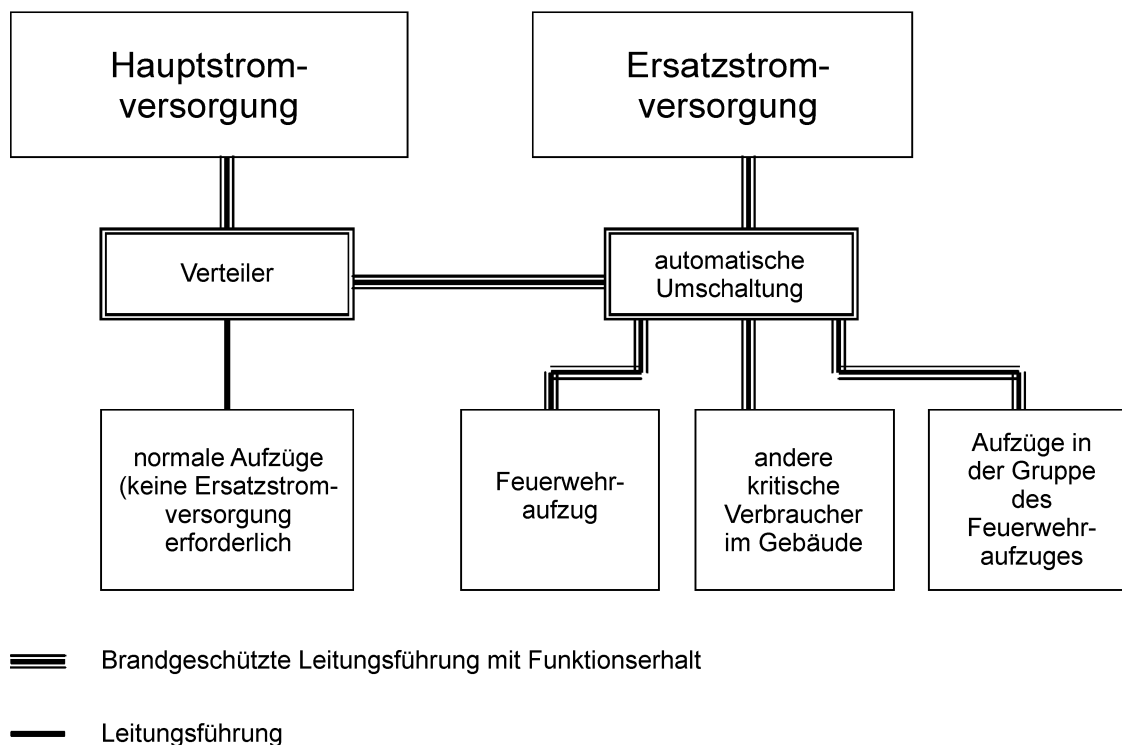 Hauptstrom-
versorgung
Ersatzstrom-
versorgung
Verteiler
automatische
Umschaltung
normale Aufzüge
(keine Ersatzstrom-
versorgung
erforderlich
Feuerwehr-
aufzug
andere
kritische
Verbraucher
im Gebäude
Aufzüge in
der Gruppe
des
Feuerwehr-
aufzuges
Brandgeschützte Leitungsführung mit Funktionserhalt
Leitungsführung